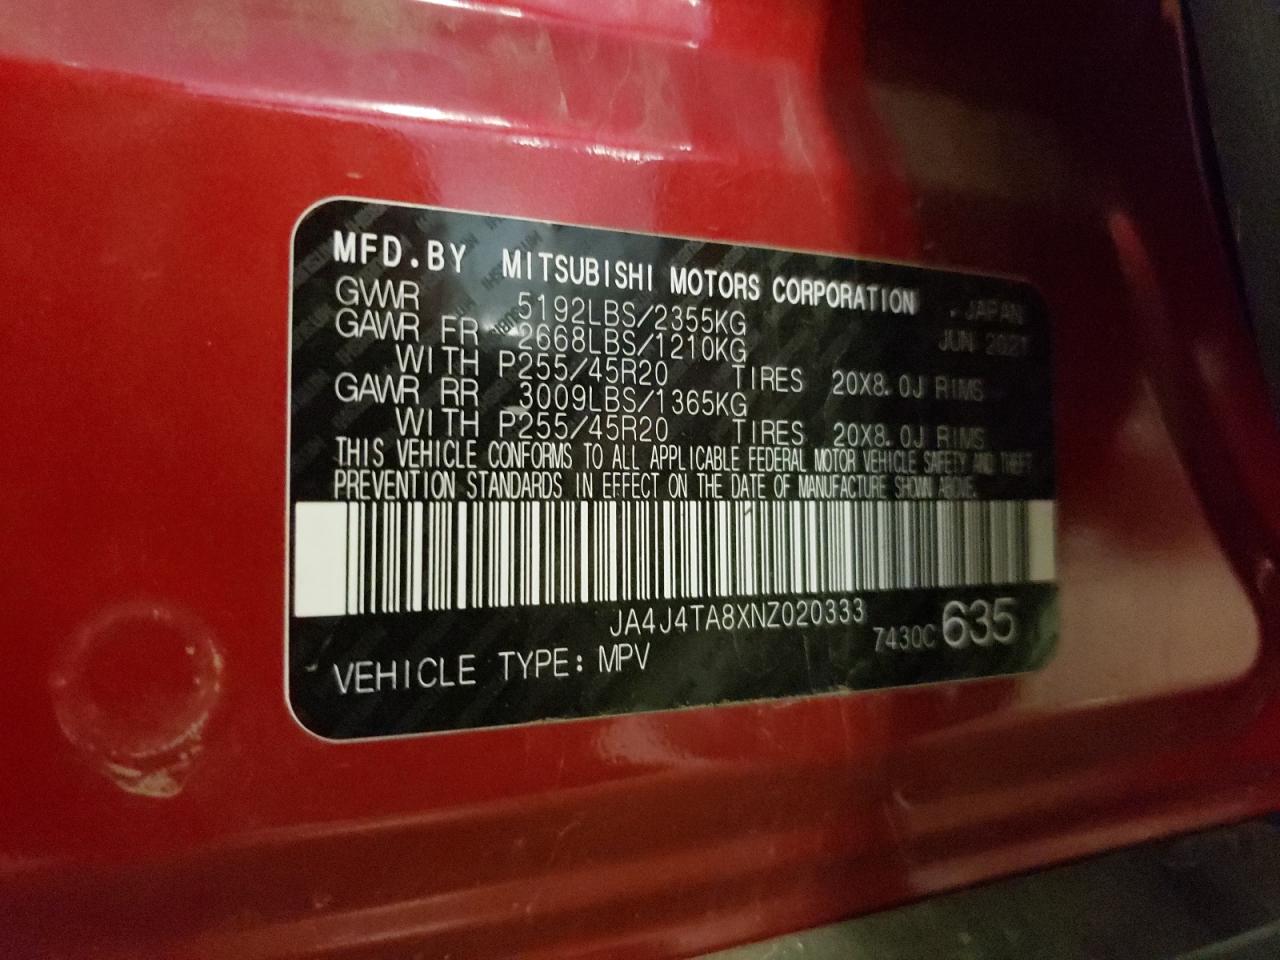 MFD.BY MITSUBISHI MOTORS CORPORATION JAPAN
GVWR 5192LBS/2355KG JUN 2021
GAWR FR 2668LBS/1210KG
WITH P255/45R20 TIRES 20X8.0J RIMS
GAWR RR 3009LBS/1365KG
WITH P255/45R20 TIRES 20X8.0J RIMS
THIS VEHICLE CONFORMS TO ALL APPLICABLE FEDERAL MOTOR VEHICLE SAFETY AND THEFT
PREVENTION STANDARDS IN EFFECT ON THE DATE OF MANUFACTURE SHOWN ABOVE.
JA4J4TA8XNZ020333
7430C 635
VEHICLE TYPE: MPV